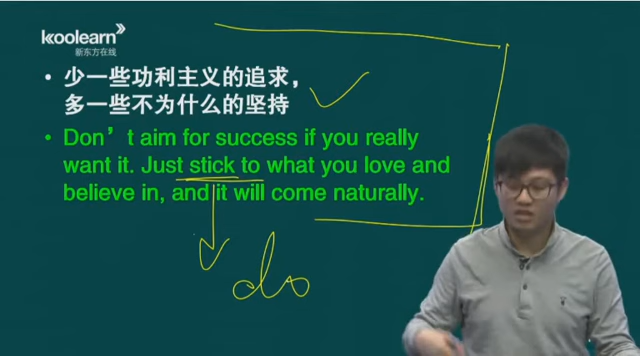 koolearn
新东方在线
• 少一些功利主义的追求,
多一些不为什么的坚持
• Don't aim for success if you really
want it. Just stick to what you love and
believe in, and it will come naturally.
do